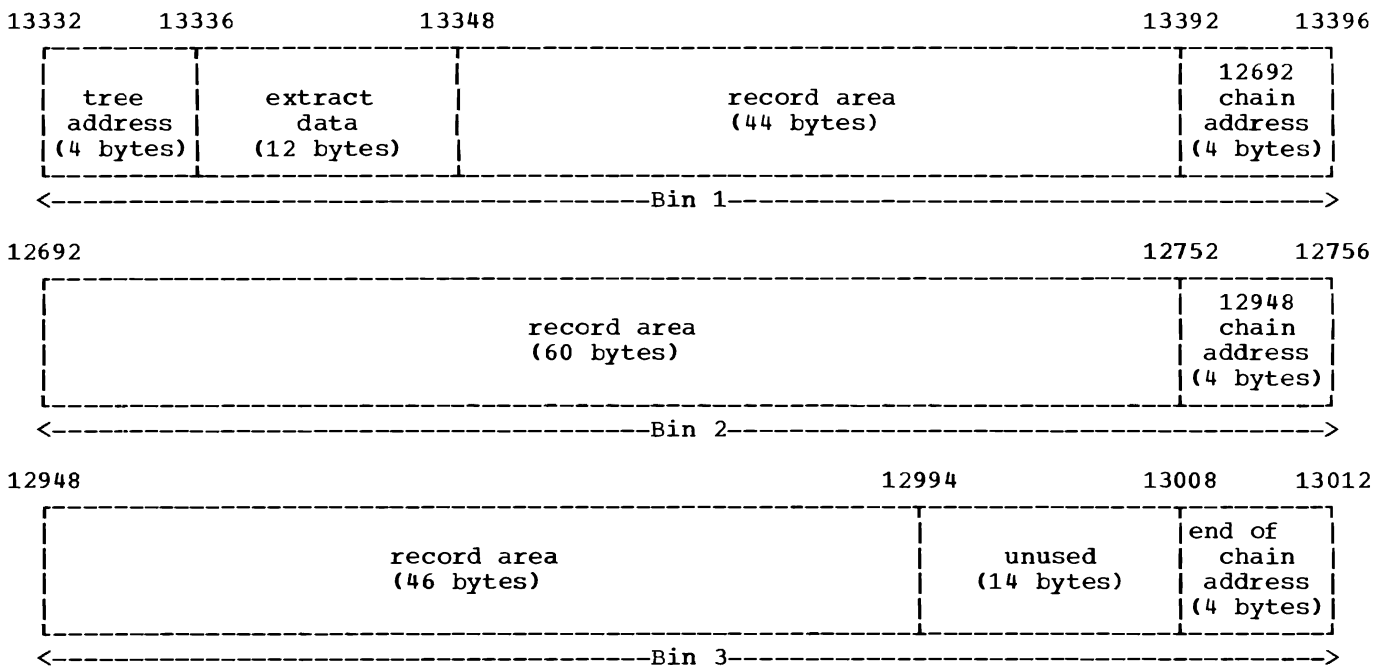 13332 13336 13348 13392 13396
12692
tree extract record area chain
address data (44 bytes) address
(4 bytes) (12 bytes) (4 bytes)
<---Bin 1--->
12692 12752 12756
12948
record area chain
(60 bytes) address
(4 bytes)
<---Bin 2--->
12948 12994 13008 13012
end of
record area unused chain
(46 bytes) (14 bytes) address
(4 bytes)
<---Bin 3--->